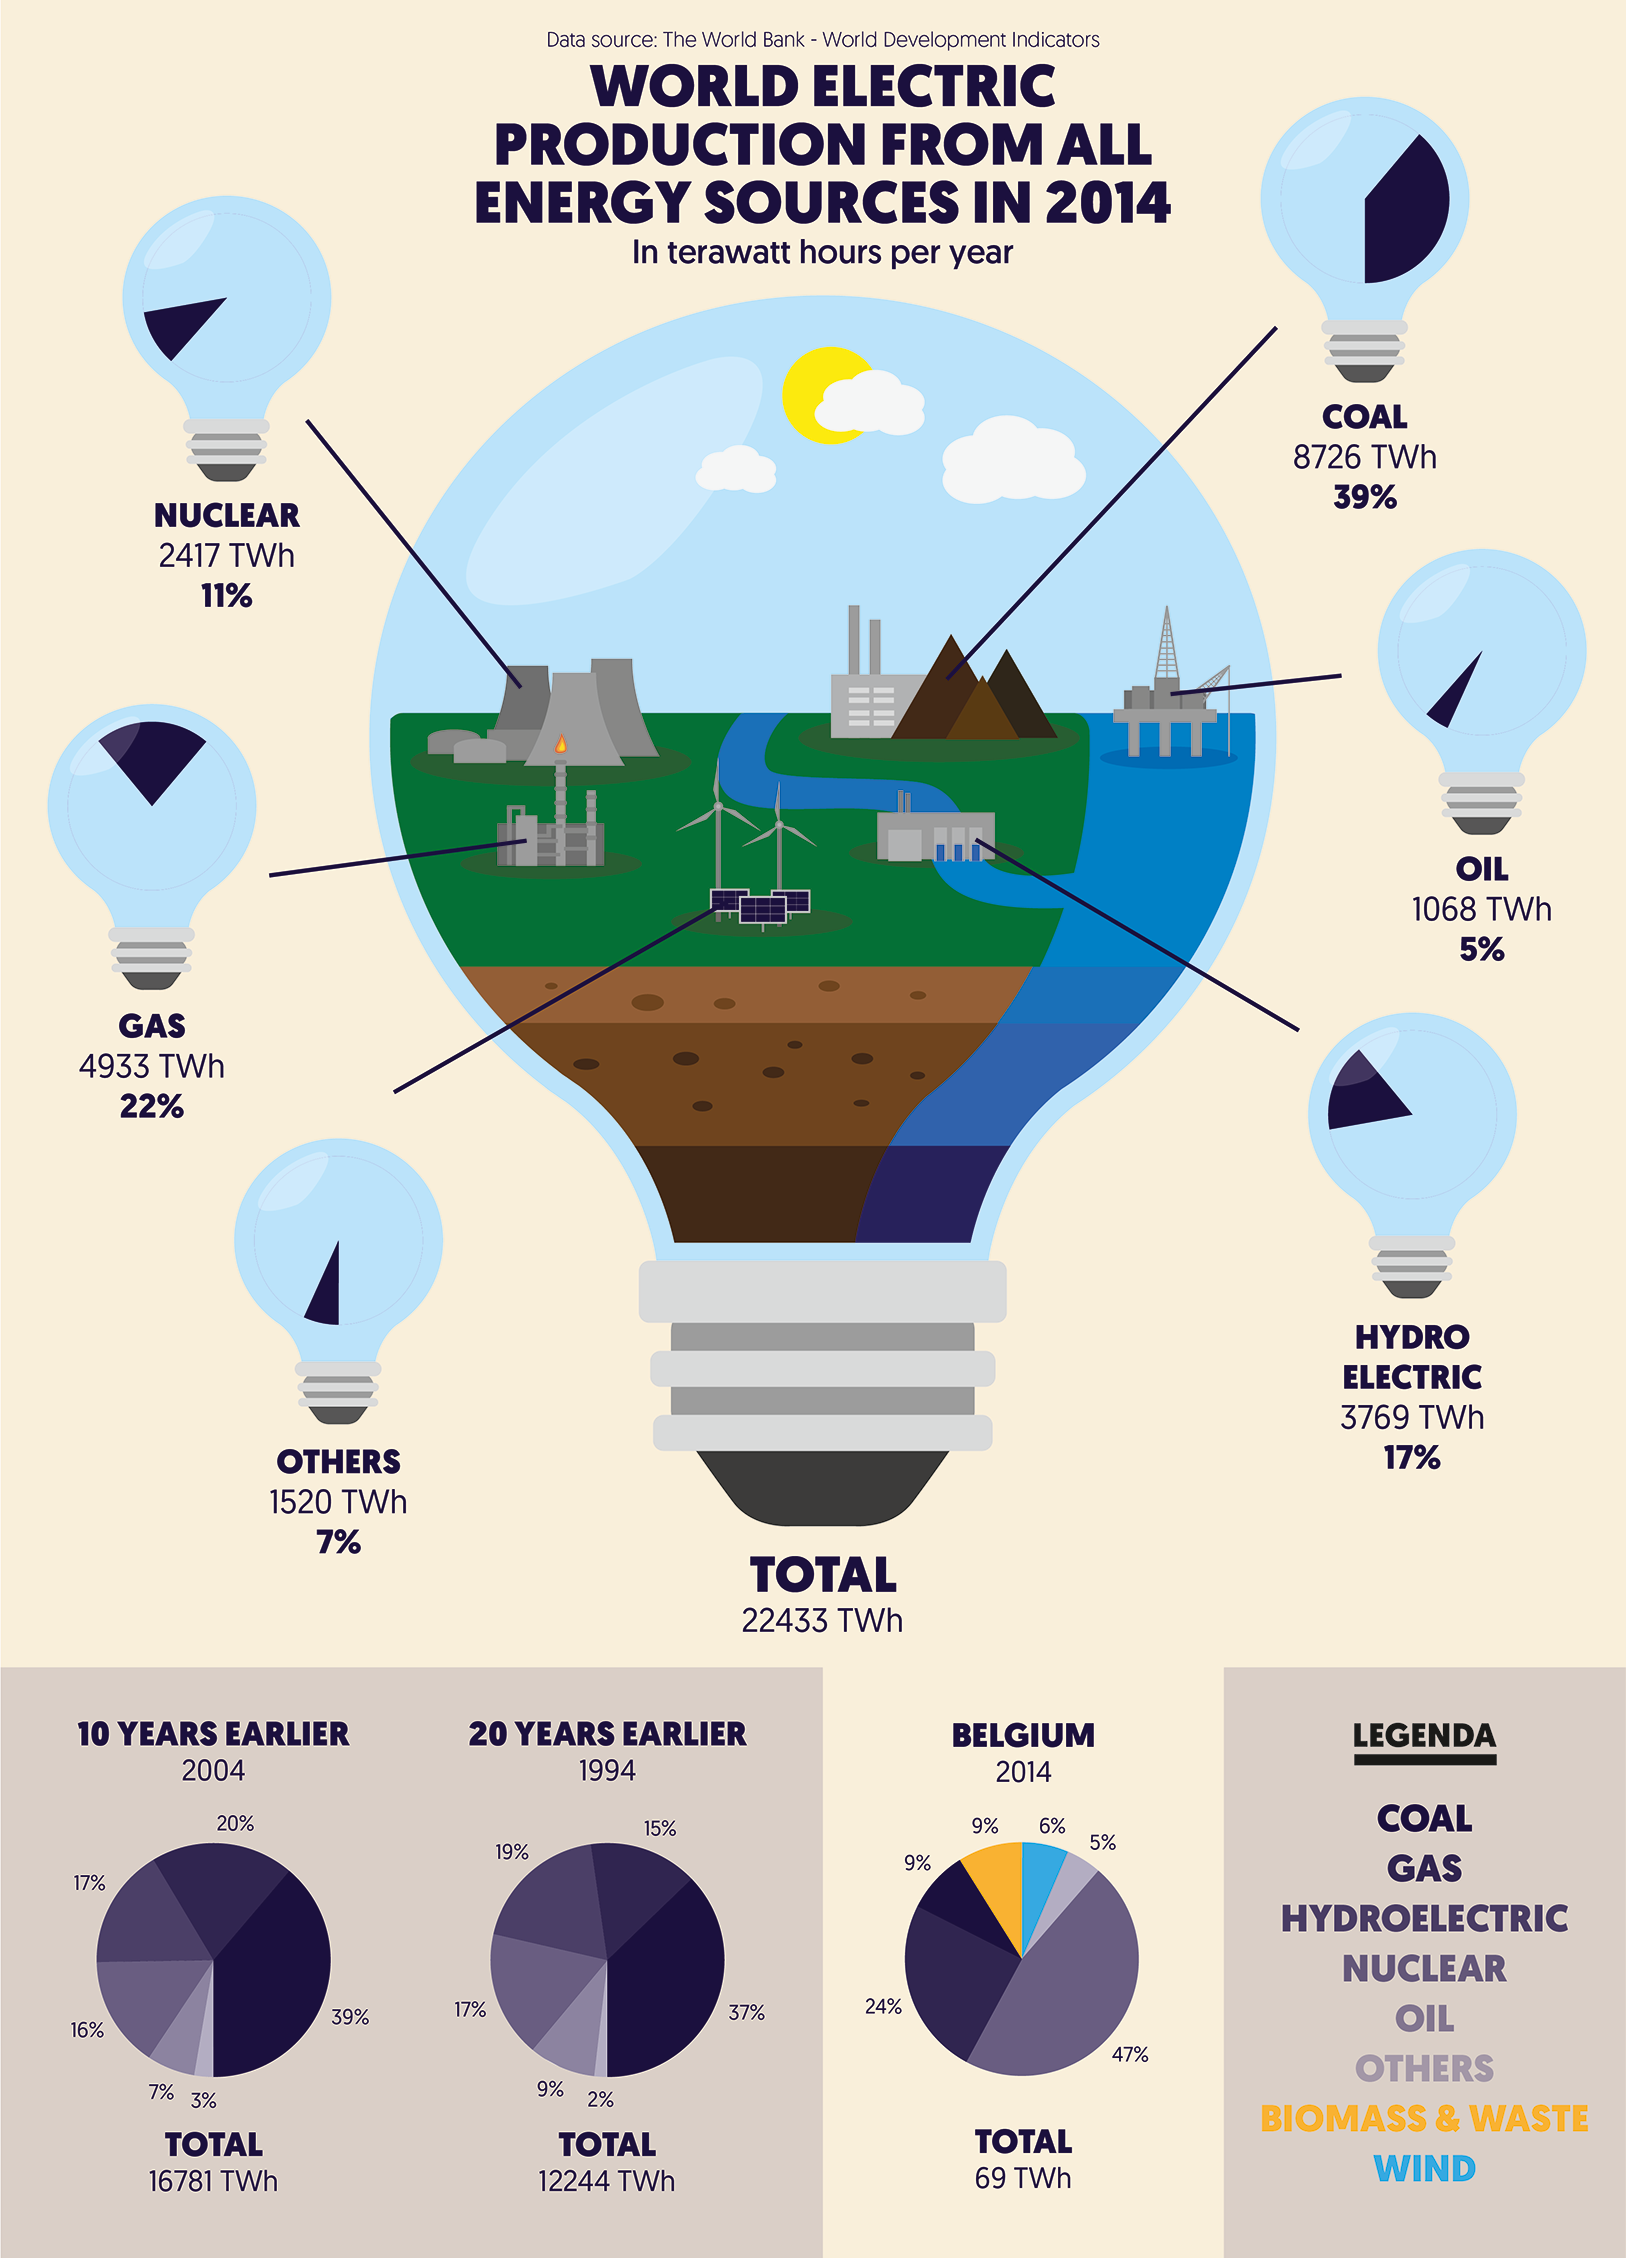 Data source: The World Bank - World Development Indicators
WORLD ELECTRIC
PRODUCTION FROM ALL
ENERGY SOURCES IN 2014
In terawatt hours per year
COAL
8726 TWh
39%
NUCLEAR
2417 TWh
11%
OIL
1068 TWh
5%
GAS
4933 TWh
22%
HYDRO
ELECTRIC
3769 TWh
17%
OTHERS
1520 TWh
7%
TOTAL
22433 TWh
10 YEARS EARLIER
2004
20%
17%
39%
16%
7%
3%
TOTAL
16781 TWh
20 YEARS EARLIER
1994
15%
19%
37%
17%
9%
2%
TOTAL
12244 TWh
BELGIUM
2014
9%
6%
5%
9%
24%
47%
TOTAL
69 TWh
LEGENDA
COAL
GAS
HYDROELECTRIC
NUCLEAR
OIL
OTHERS
BIOMASS & WASTE
WIND